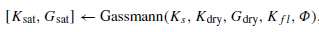 [K_sat, G_sat] ← Gassmann(K_s, K_dry, G_dry, K_fl, Φ).